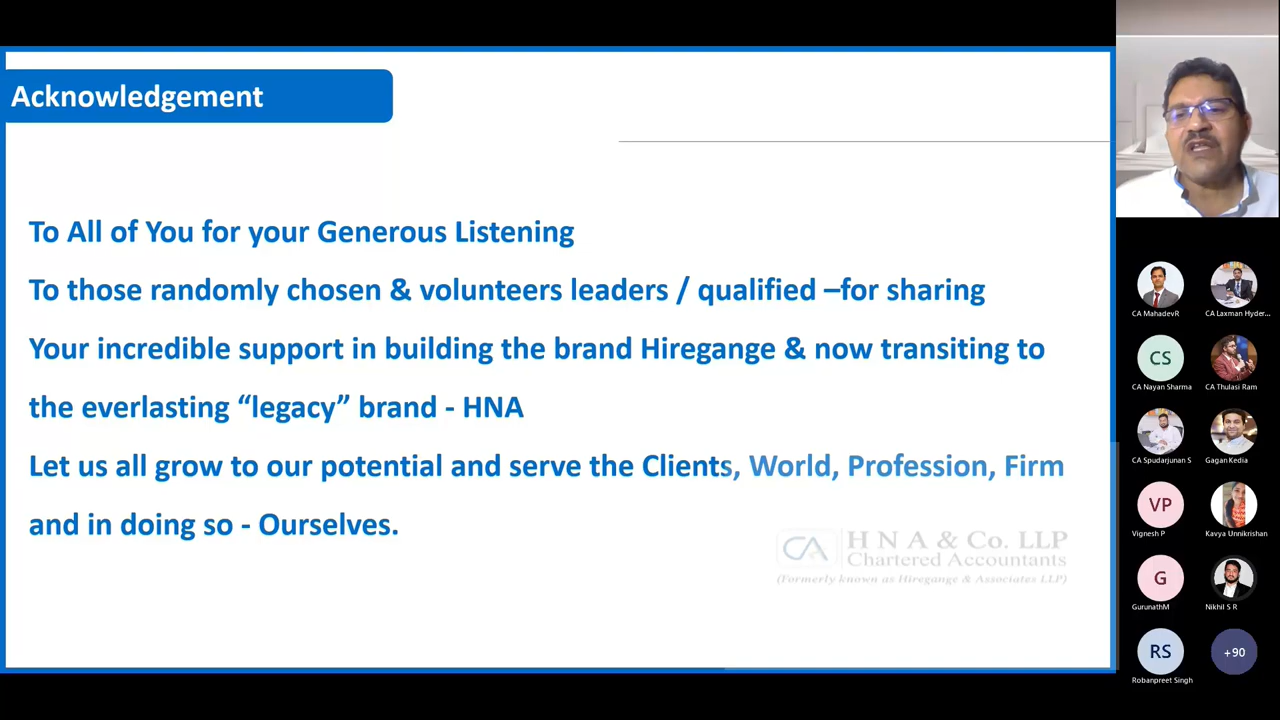 Acknowledgement
To All of You for your Generous Listening
To those randomly chosen & volunteers leaders / qualified –for sharing
Your incredible support in building the brand Hiregange & now transiting to
the everlasting “legacy” brand - HNA
Let us all grow to our potential and serve the Clients, World, Profession, Firm
and in doing so - Ourselves.
CA
H N A & Co. LLP
Chartered Accountants
(Formerly known as Hiregange & Associates LLP)
CA MahadevR
CA Laxman Hyder...
CS
CA Nayan Sharma
CA Thulasi Ram
CA Spudarjunan S
Gagan Kedia
VP
Vignesh P
Kavya Unnikrishan
G
GurunathM
Nikhil S R
RS
Robanpreet Singh
+90